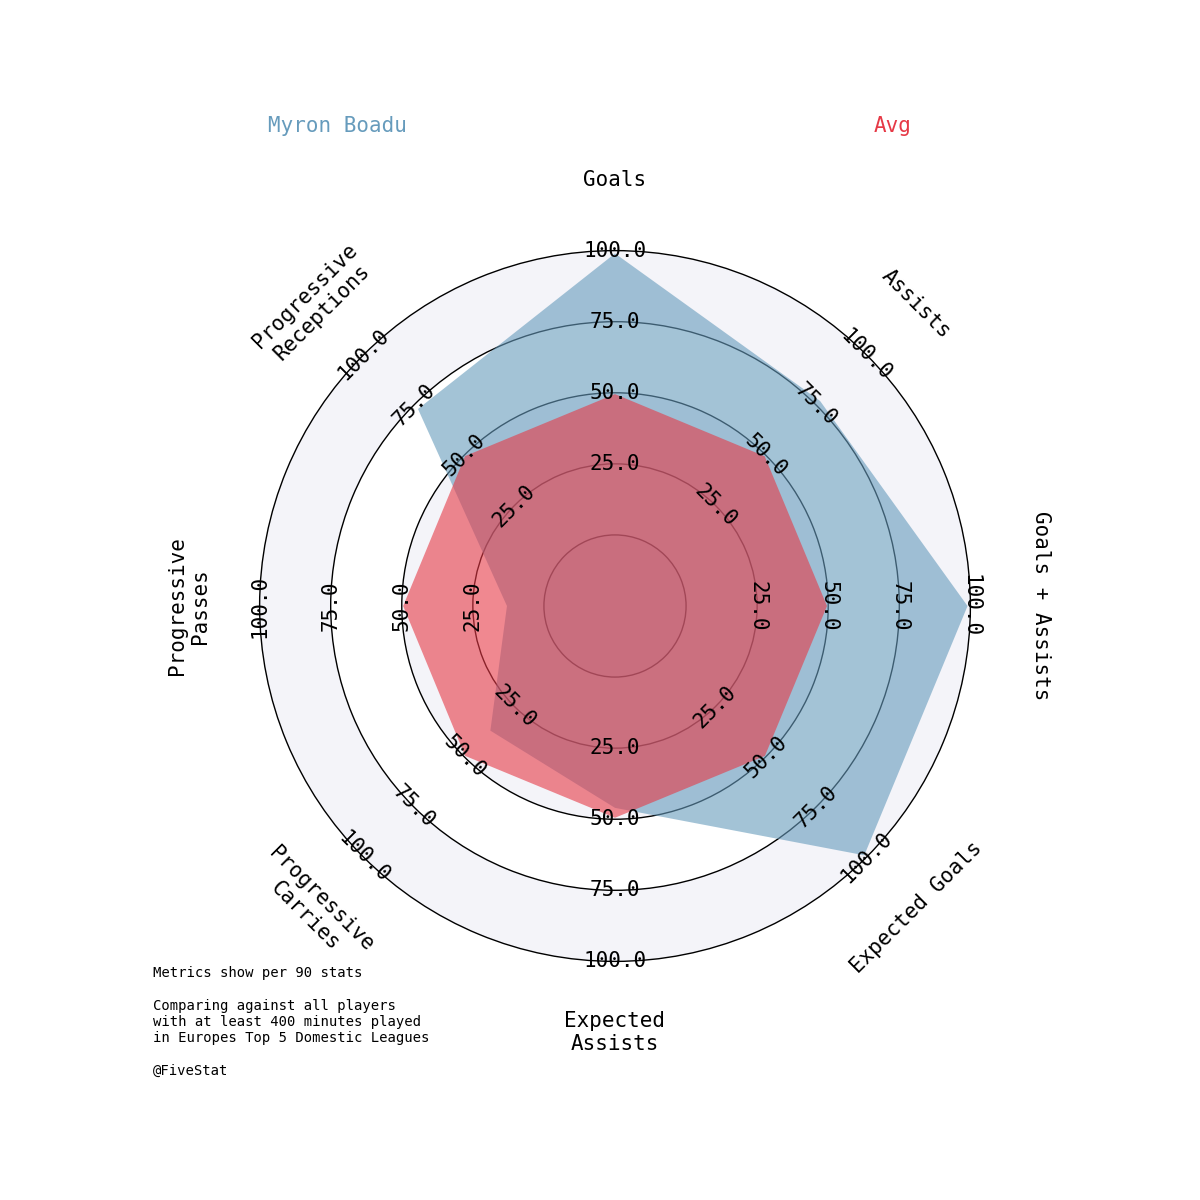 Myron Boadu
Avg
Goals
Assists
Goals + Assists
Expected Goals
Expected
Assists
Progressive
Carries
Progressive
Passes
Progressive
Receptions
25.0
50.0
75.0
100.0
25.0
50.0
75.0
100.0
25.0
50.0
75.0
100.0
25.0
50.0
75.0
100.0
25.0
50.0
75.0
100.0
25.0
50.0
75.0
100.0
25.0
50.0
75.0
100.0
25.0
50.0
75.0
100.0
Metrics show per 90 stats
Comparing against all players
with at least 400 minutes played
in Europes Top 5 Domestic Leagues
@FiveStat